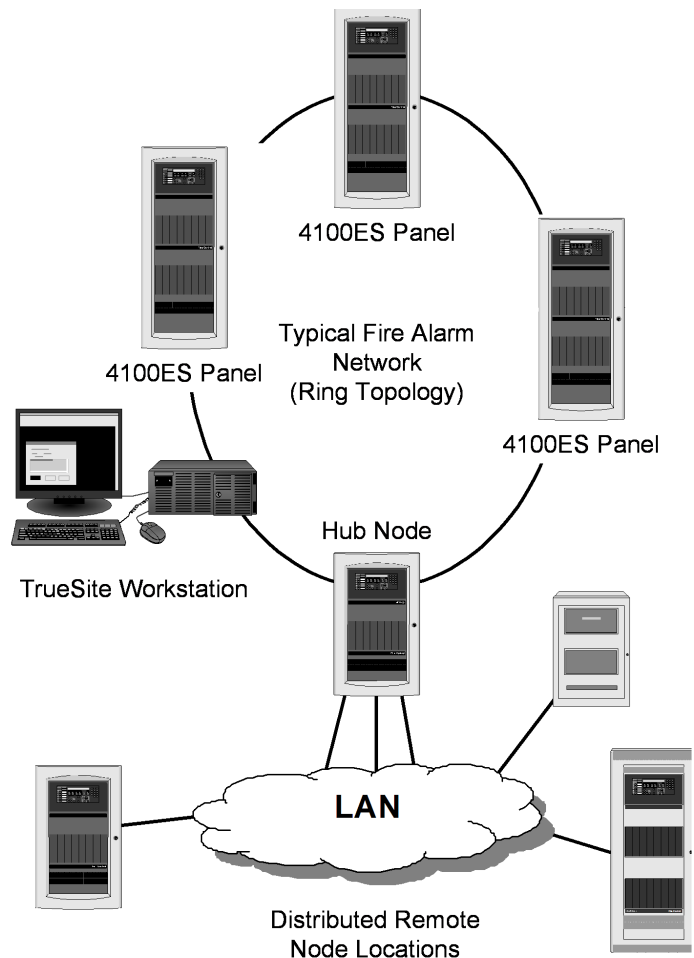 4100ES Panel
Typical Fire Alarm
Network
(Ring Topology)
4100ES Panel
4100ES Panel
Hub Node
TrueSite Workstation
LAN
Distributed Remote
Node Locations